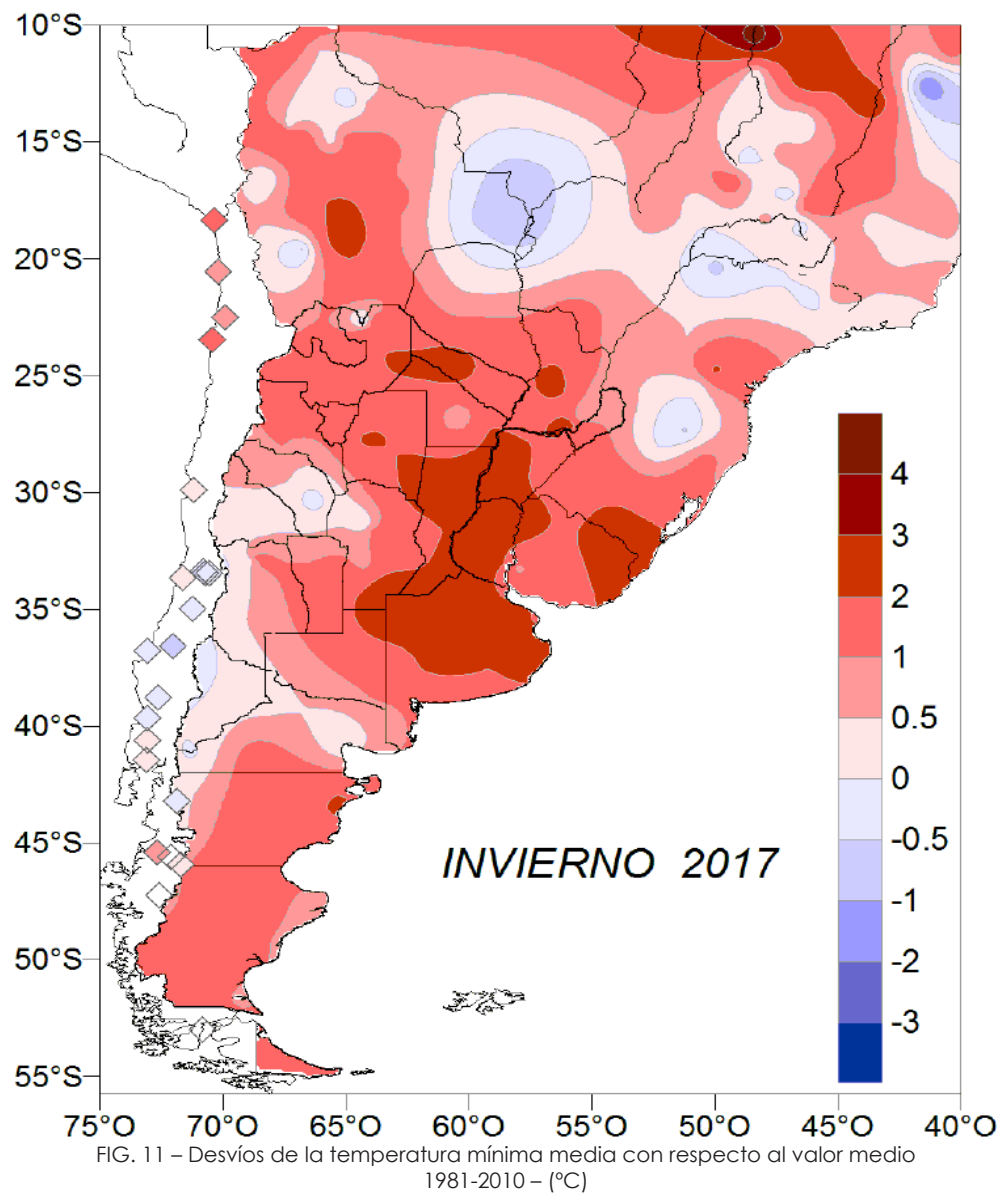 10°S
15°S
20°S
25°S
30°S
35°S
40°S
45°S
50°S
55°S
4
3
2
1
0.5
0
-0.5
-1
-2
-3
INVIERNO 2017
75°O 70°O 65°O 60°O 55°O 50°O 45°O 40°O
FIG. 11 – Desvíos de la temperatura mínima media con respecto al valor medio
1981-2010 – (ºC)